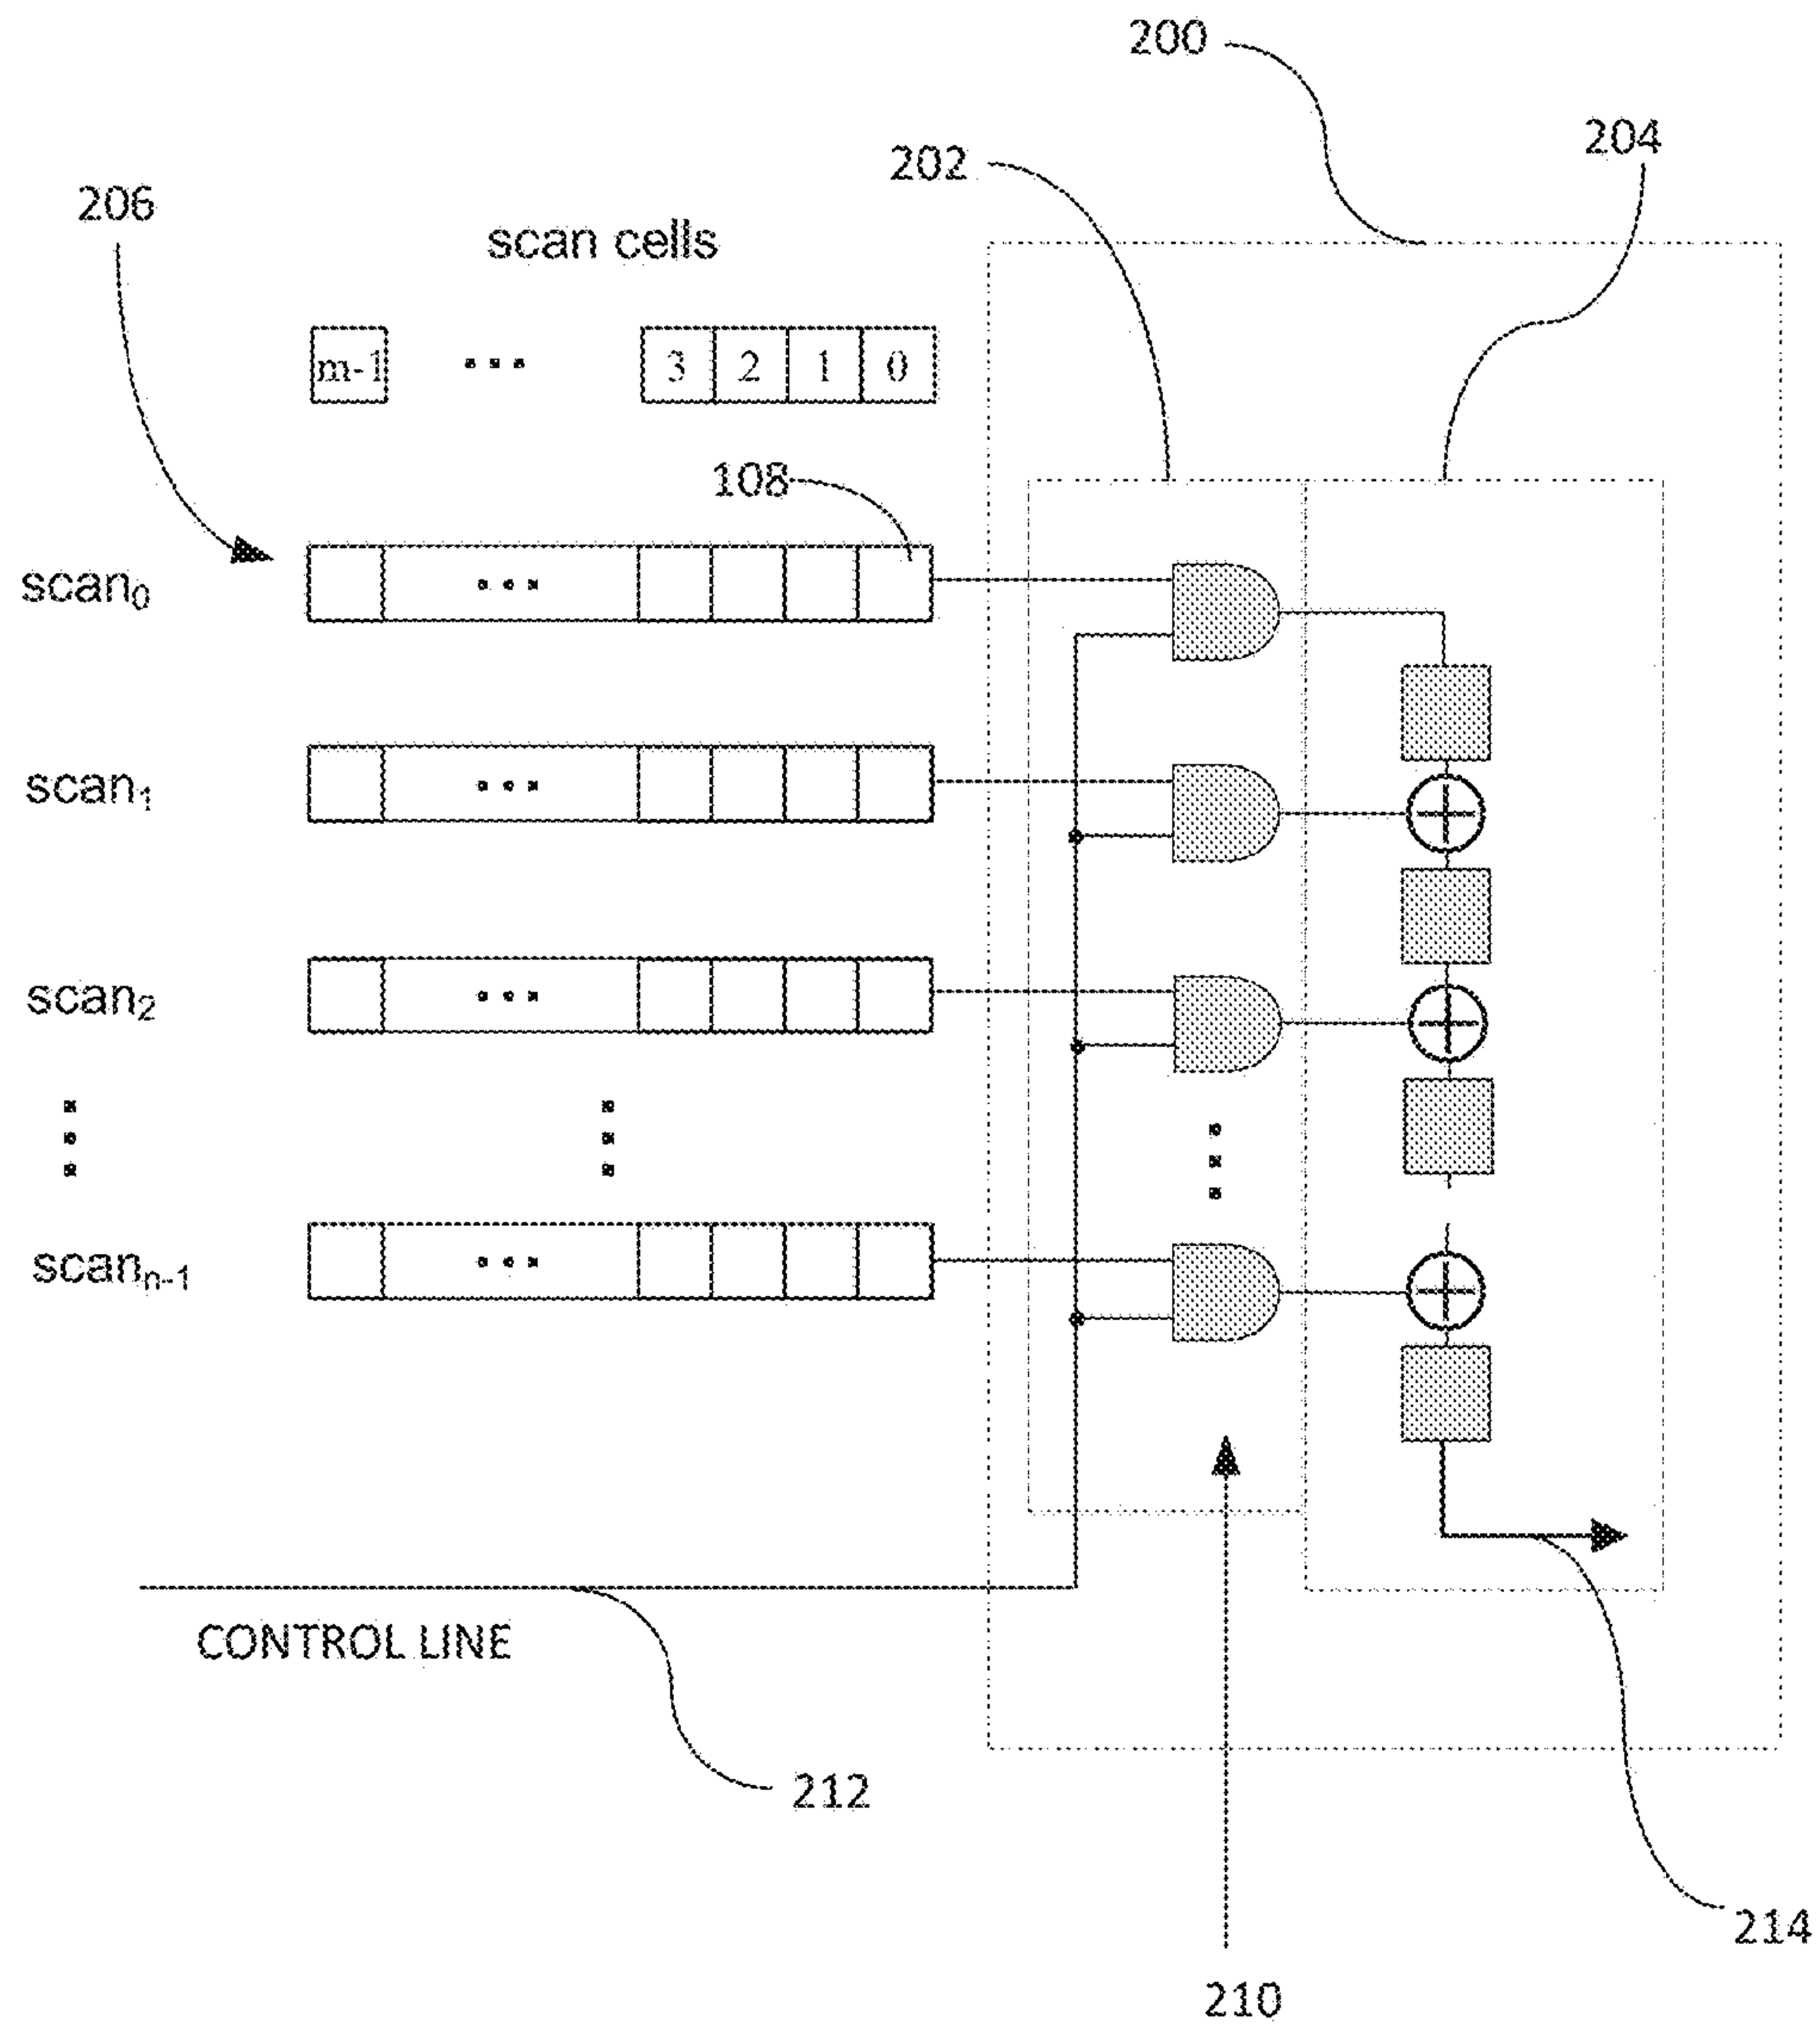 200
204
202
206
scan cells
m-1 ... 3 2 1 0
108
scan₀ ...
scan₁ ...
scan₂ ...
scanₙ₋₁ ...
CONTROL LINE
212
214
210